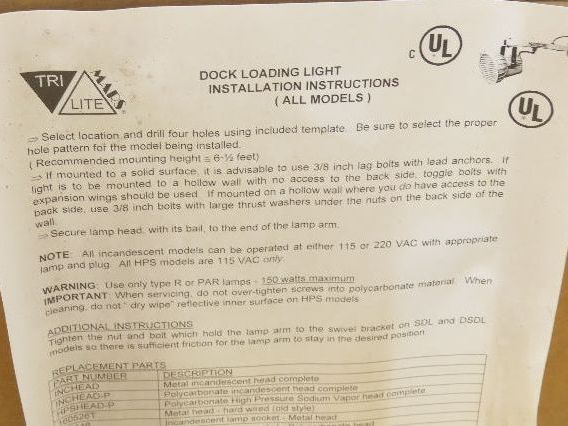 TRI
LITE
MARS
C UL
UL
DOCK LOADING LIGHT
INSTALLATION INSTRUCTIONS
( ALL MODELS )
⇒ Select location and drill four holes using included template. Be sure to select the proper
hole pattern for the model being installed.
( Recommended mounting height ≅ 6-½ feet)
⇒ If mounted to a solid surface, it is advisable to use 3/8 inch lag bolts with lead anchors. If
light is to be mounted to a hollow wall with no access to the back side, toggle bolts with
expansion wings should be used. If mounted on a hollow wall where you do have access to the
back side, use 3/8 inch bolts with large thrust washers under the nuts on the back side of the
wall.
⇒ Secure lamp head, with its bail, to the end of the lamp arm.
NOTE: All incandescent models can be operated at either 115 or 220 VAC with appropriate
lamp and plug. All HPS models are 115 VAC only.
WARNING: Use only type R or PAR lamps - 150 watts maximum
IMPORTANT: When servicing, do not over-tighten screws into polycarbonate material. When
cleaning, do not " dry wipe" reflective inner surface on HPS models
ADDITIONAL INSTRUCTIONS
Tighten the nut and bolt which hold the lamp arm to the swivel bracket on SDL and DSDL
models so there is sufficient friction for the lamp arm to stay in the desired position.
REPLACEMENT PARTS
PART NUMBER DESCRIPTION
INCHEAD Metal incandescent head complete
INCHEAD-P Polycarbonate incandescent head complete
HPSHEAD-P Polycarbonate High Pressure Sodium Vapor head complete
Metal head - hard wired (old style)
Incandescent lamp socket - Metal head